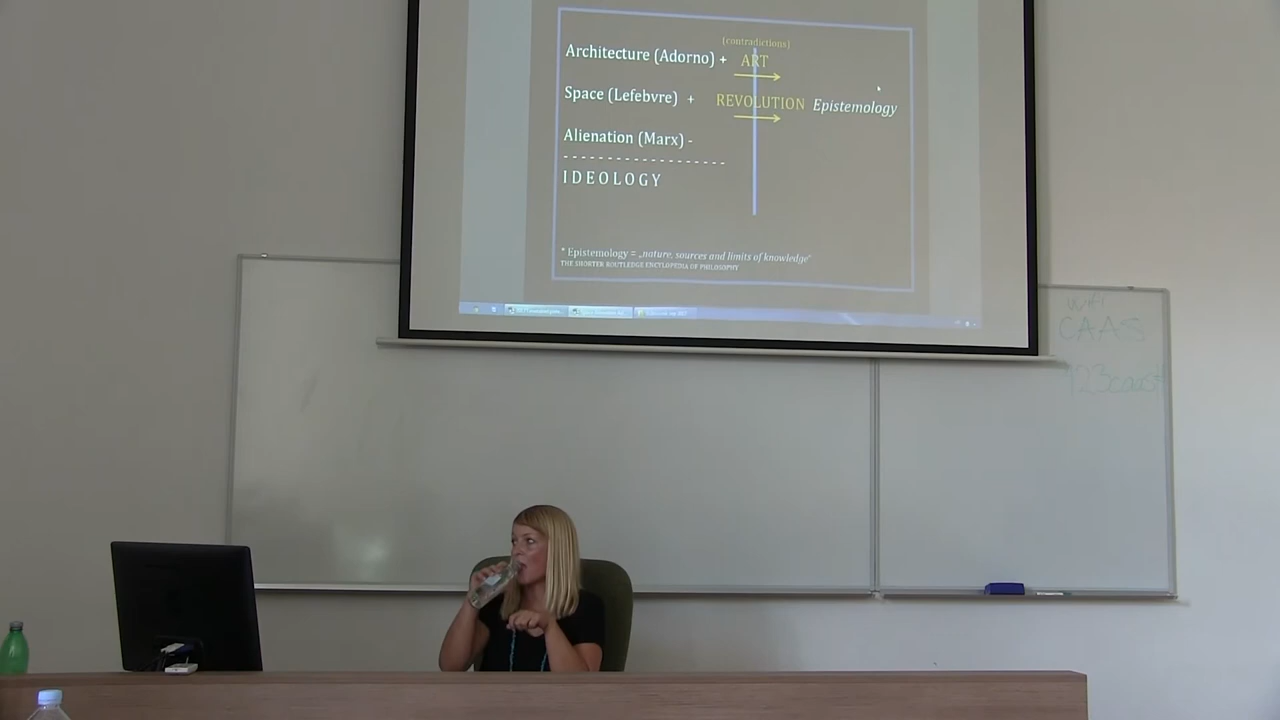 {contradictions}
Architecture (Adorno) + ART
Space (Lefebvre) + REVOLUTION Epistemology
Alienation (Marx) -
IDEOLOGY
* Epistemology = „nature, sources and limits of knowledge"
THE SHORTER ROUTLEDGE ENCYCLOPEDIA OF PHILOSOPHY
wifi
CAAS